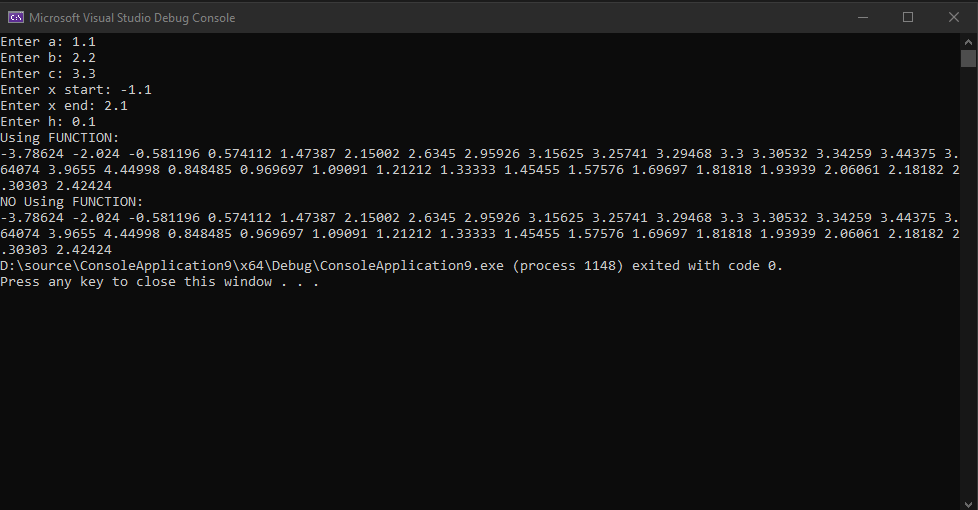 C:\
Microsoft Visual Studio Debug Console
Enter a: 1.1
Enter b: 2.2
Enter c: 3.3
Enter x start: -1.1
Enter x end: 2.1
Enter h: 0.1
Using FUNCTION:
-3.78624 -2.024 -0.581196 0.574112 1.47387 2.15002 2.6345 2.95926 3.15625 3.25741 3.29468 3.3 3.30532 3.34259 3.44375 3.
64074 3.9655 4.44998 0.848485 0.969697 1.09091 1.21212 1.33333 1.45455 1.57576 1.69697 1.81818 1.93939 2.06061 2.18182 2
.30303 2.42424
NO Using FUNCTION:
-3.78624 -2.024 -0.581196 0.574112 1.47387 2.15002 2.6345 2.95926 3.15625 3.25741 3.29468 3.3 3.30532 3.34259 3.44375 3.
64074 3.9655 4.44998 0.848485 0.969697 1.09091 1.21212 1.33333 1.45455 1.57576 1.69697 1.81818 1.93939 2.06061 2.18182 2
.30303 2.42424
D:\source\ConsoleApplication9\x64\Debug\ConsoleApplication9.exe (process 1148) exited with code 0.
Press any key to close this window . . .